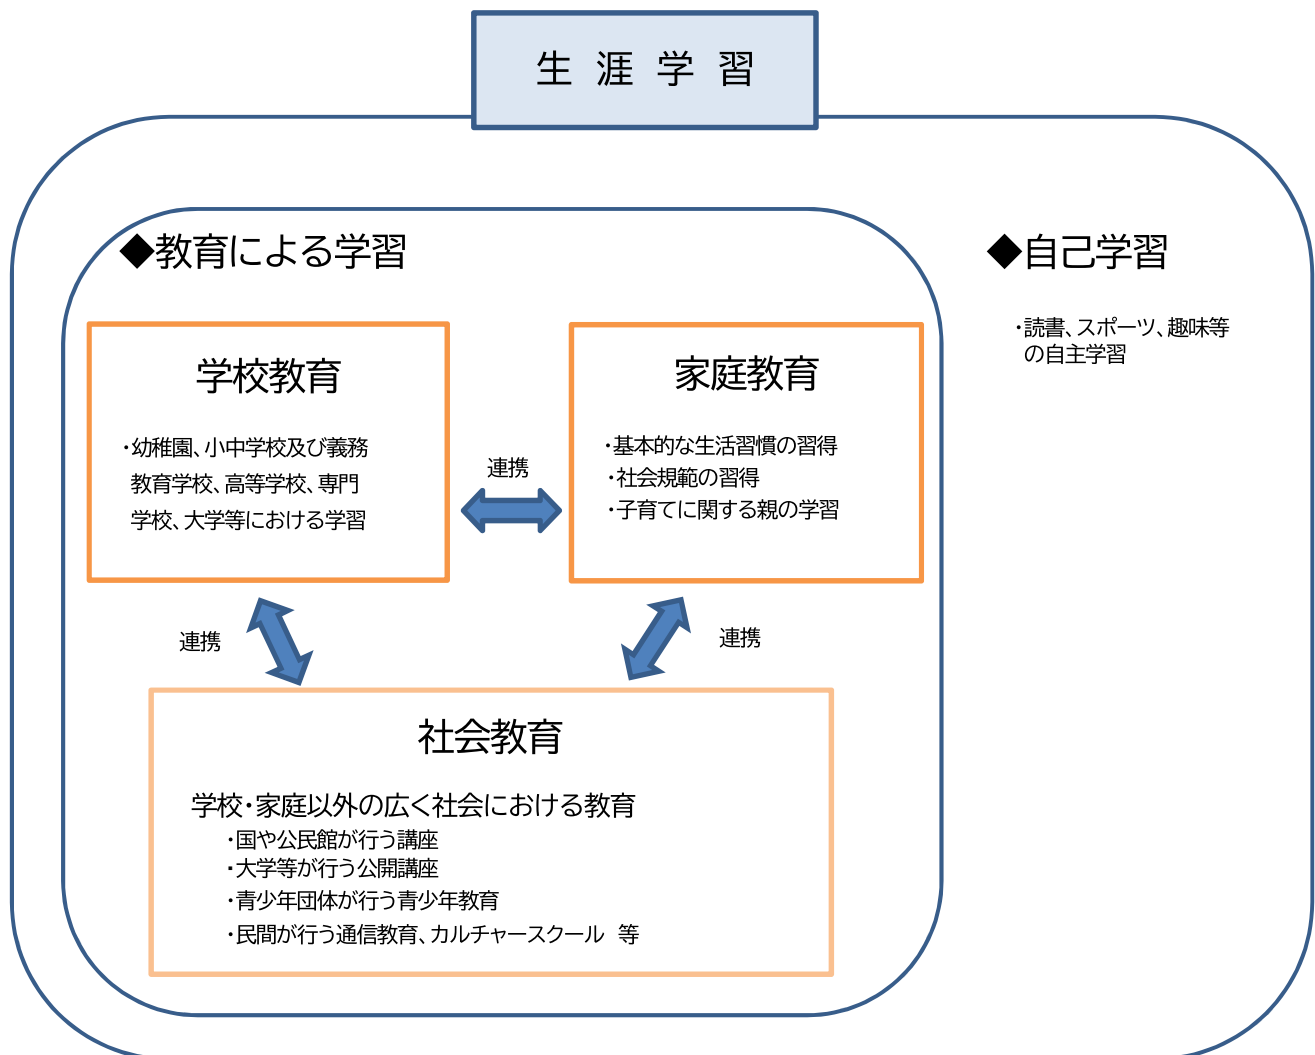 生 涯 学 習
◆教育による学習
◆自己学習
・読書、スポーツ、趣味等
の自主学習
学校教育
・幼稚園、小中学校及び義務
教育学校、高等学校、専門
学校、大学等における学習
連携
家庭教育
・基本的な生活習慣の習得
・社会規範の習得
・子育てに関する親の学習
連携
連携
社会教育
学校・家庭以外の広く社会における教育
・国や公民館が行う講座
・大学等が行う公開講座
・青少年団体が行う青少年教育
・民間が行う通信教育、カルチャースクール 等